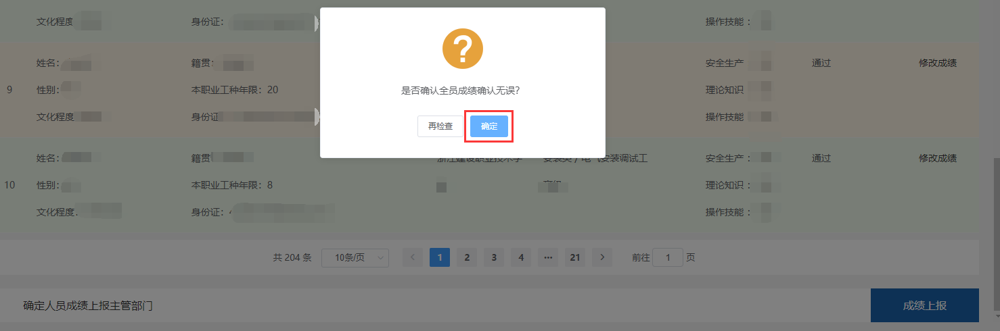 文化程度
身份证:
操作技能 :
是否确认全员成绩确认无误?
再检查
确定
9
姓名:
籍贯:
安全生产
通过
修改成绩
性别:
本职业工种年限: 20
理论知识
文化程度
身份证
操作技能
10
姓名:
籍贯
浙江建设职业技术学
安装类 / 电气安装调试工
安全生产 :
通过
修改成绩
性别:
本职业工种年限: 8
理论知识 :
文化程度
身份证:
操作技能 :
共 204 条
10条/页
1 2 3 4 ··· 21
前往 1 页
确定人员成绩上报主管部门
成绩上报